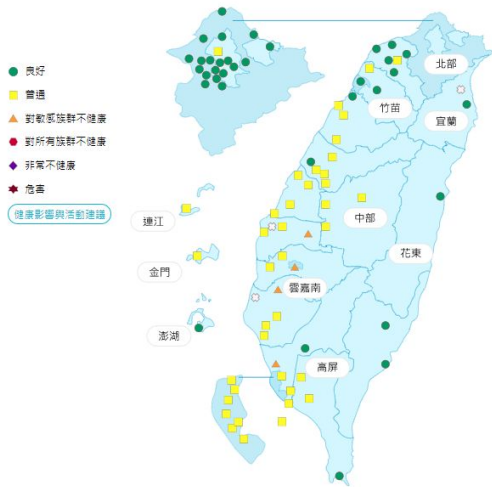 良好
普通
對敏感族群不健康
對所有族群不健康
非常不健康
危害
健康影響與活動建議
北部
竹苗
宜蘭
連江
中部
金門
花東
雲嘉南
澎湖
高屏